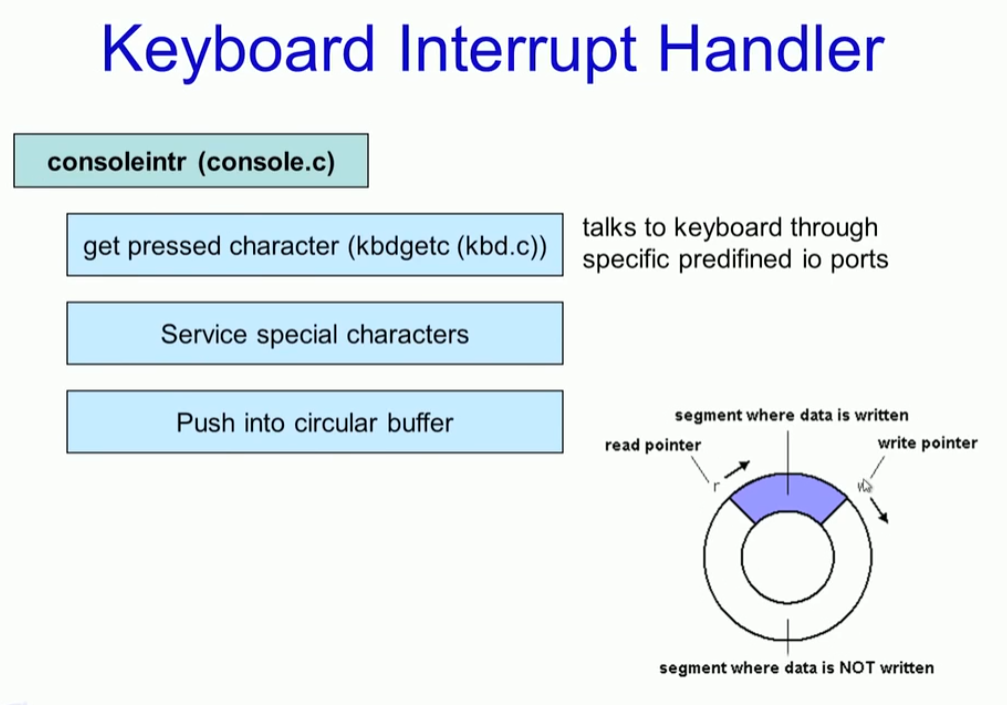 Keyboard Interrupt Handler
consoleintr (console.c)
get pressed character (kbdgetc (kbd.c))
talks to keyboard through
specific predifined io ports
Service special characters
Push into circular buffer
segment where data is written
read pointer
write pointer
r
segment where data is NOT written